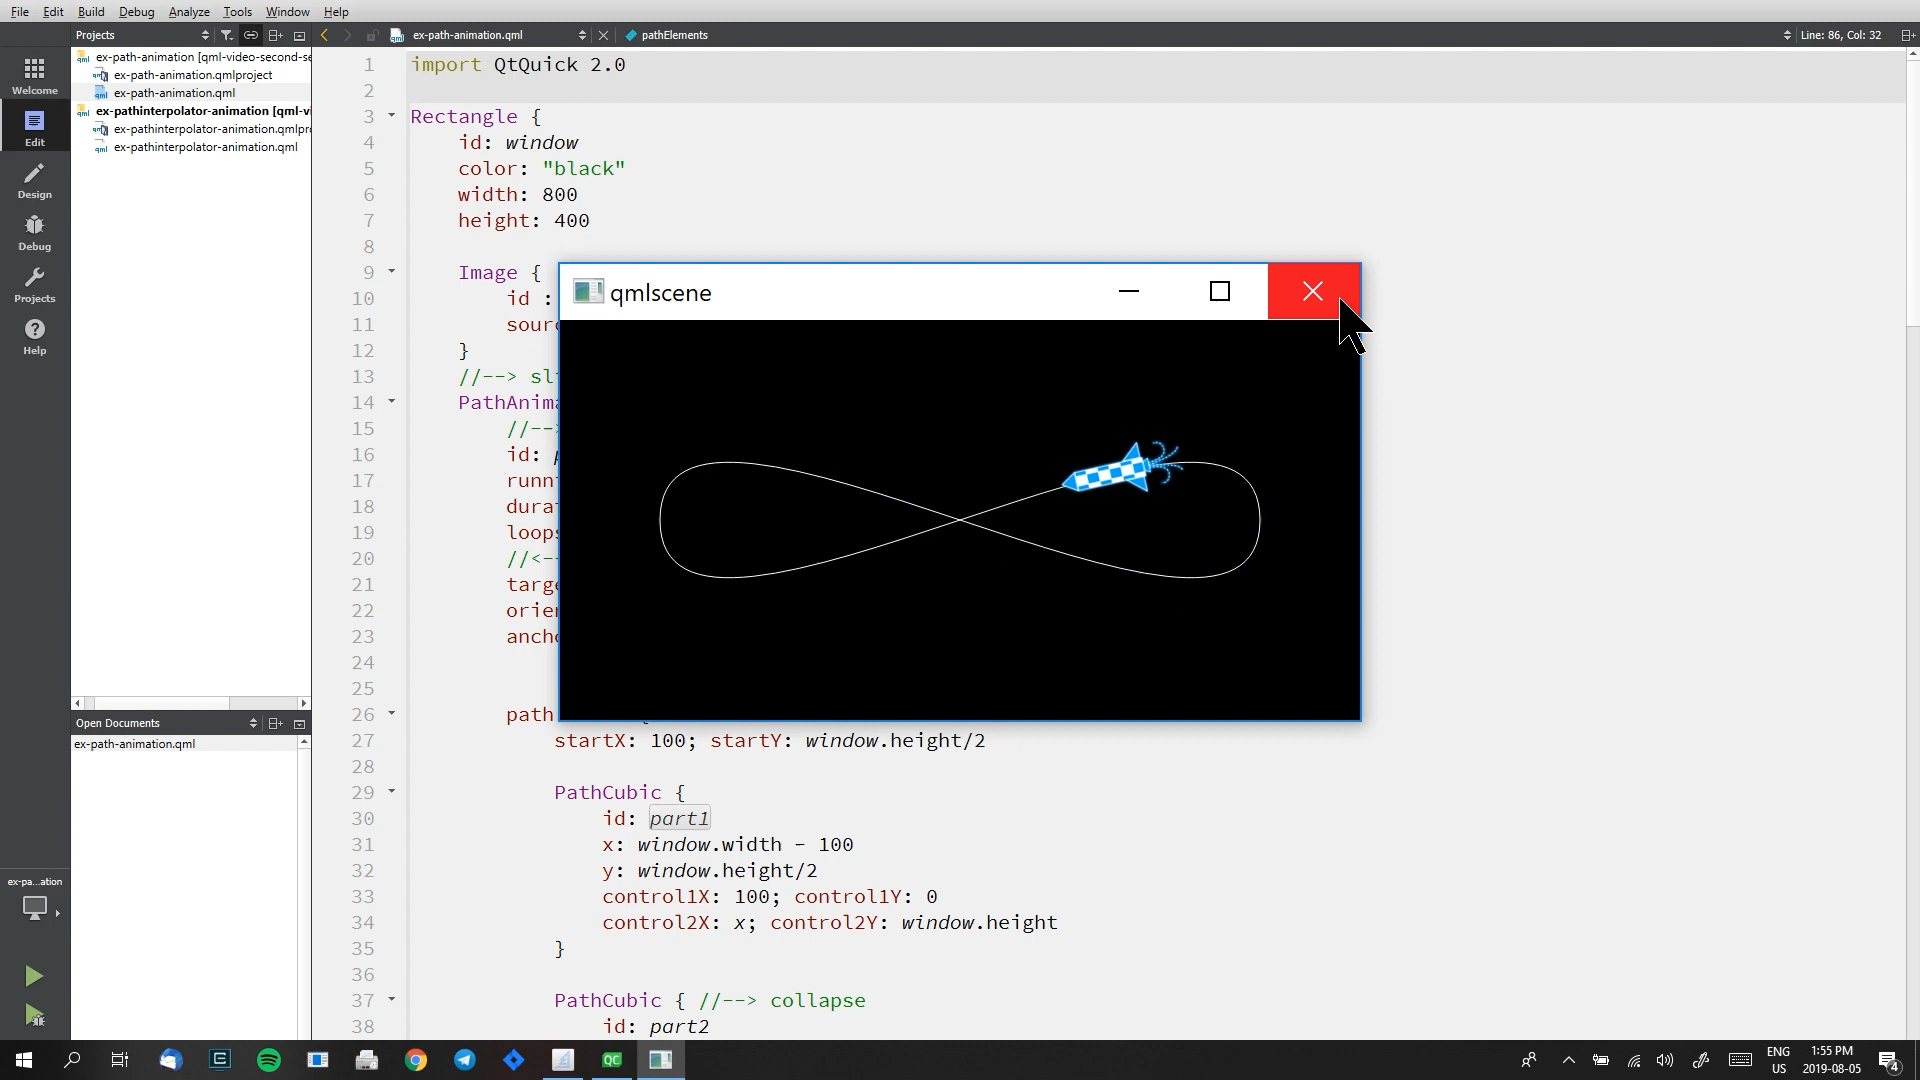 File Edit Build Debug Analyze Tools Window Help
Projects
ex-path-animation.qml
pathElements
Line: 86, Col: 32
Welcome
Edit
Design
Debug
Projects
Help
ex-path-animation [qml-video-second-se
ex-path-animation.qmlproject
ex-path-animation.qml
ex-pathinterpolator-animation [qml-vi
ex-pathinterpolator-animation.qmlpr
ex-pathinterpolator-animation.qml
Open Documents
ex-path-animation.qml
ex-pa...ation
1 import QtQuick 2.0
2
3 Rectangle {
4 id: window
5 color: "black"
6 width: 800
7 height: 400
8
9 Image {
10 id :
11 sourc
12 }
13 //--> sl
14 PathAnima
15 //--
16 id:
17 runn
18 dura
19 loops
20 //<--
21 targe
22 orien
23 ancho
24
25
26 path
27 startX: 100; startY: window.height/2
28
29 PathCubic {
30 id: part1
31 x: window.width - 100
32 y: window.height/2
33 control1X: 100; control1Y: 0
34 control2X: x; control2Y: window.height
35 }
36
37 PathCubic { //--> collapse
38 id: part2
qmlscene
QC
ENG
US
1:55 PM
2019-08-05
4